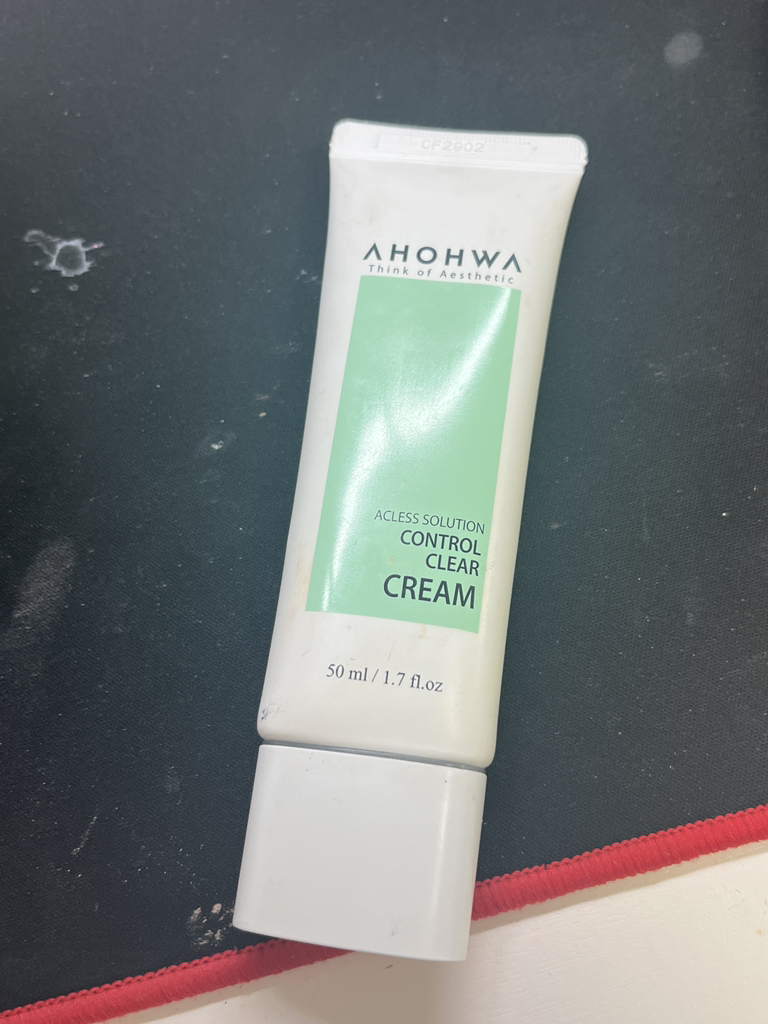 CF2902
AHOHWA
Think of Aesthetic
ACLESS SOLUTION
CONTROL
CLEAR
CREAM
50 ml / 1.7 fl.oz